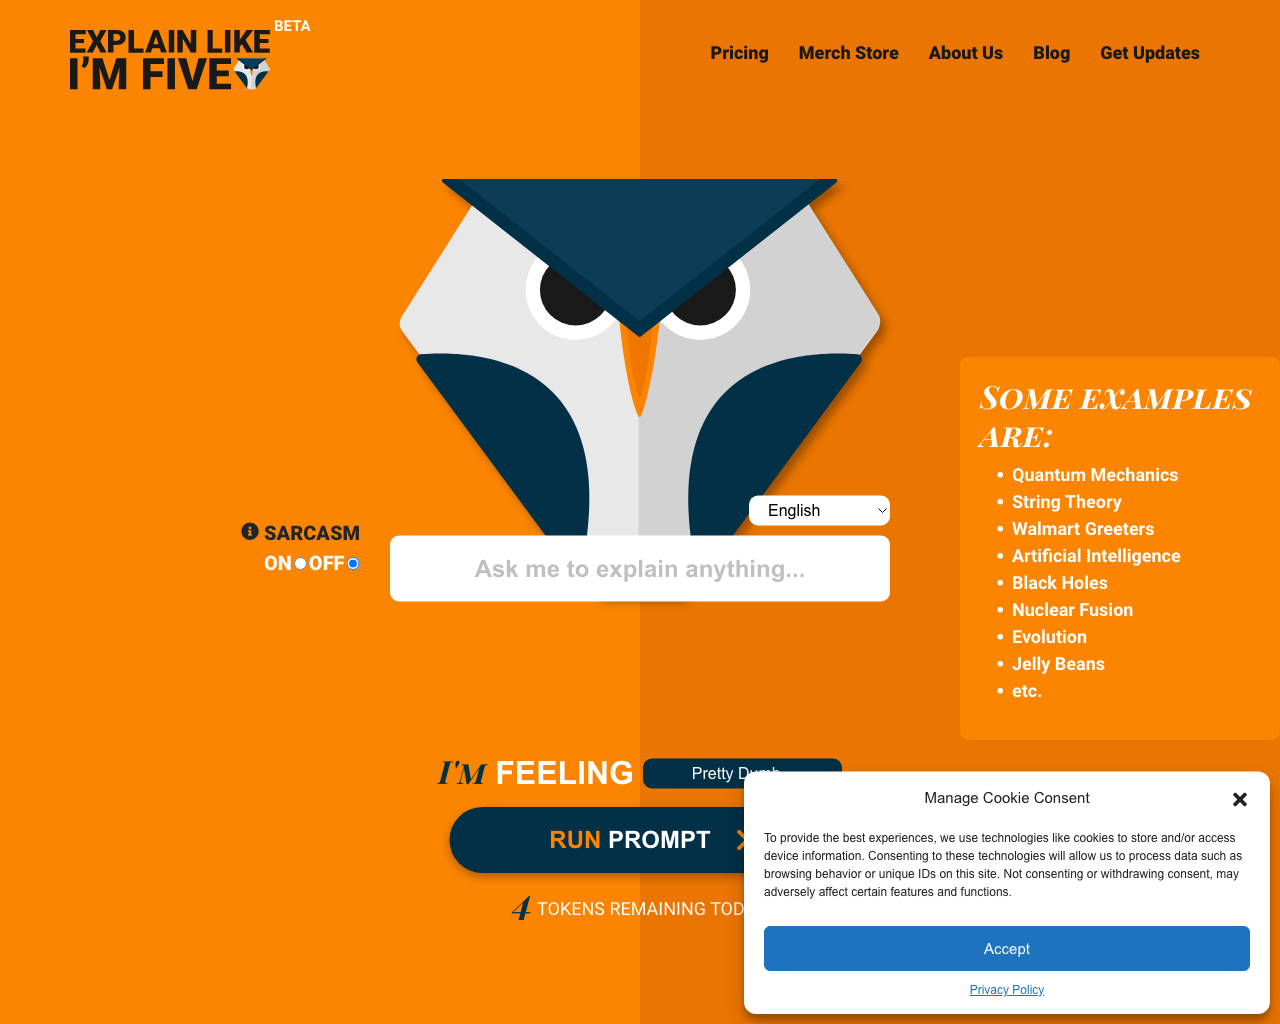 EXPLAIN LIKE
I'M FIVE
BETA
Pricing
Merch Store
About Us
Blog
Get Updates
SOME EXAMPLES
ARE:
• Quantum Mechanics
• String Theory
• Walmart Greeters
• Artificial Intelligence
• Black Holes
• Nuclear Fusion
• Evolution
• Jelly Beans
• etc.
English
SARCASM
ON OFF
Ask me to explain anything...
I'M FEELING
Pretty Dumb
RUN PROMPT
4 TOKENS REMAINING TOD
Manage Cookie Consent
To provide the best experiences, we use technologies like cookies to store and/or access
device information. Consenting to these technologies will allow us to process data such as
browsing behavior or unique IDs on this site. Not consenting or withdrawing consent, may
adversely affect certain features and functions.
Accept
Privacy Policy